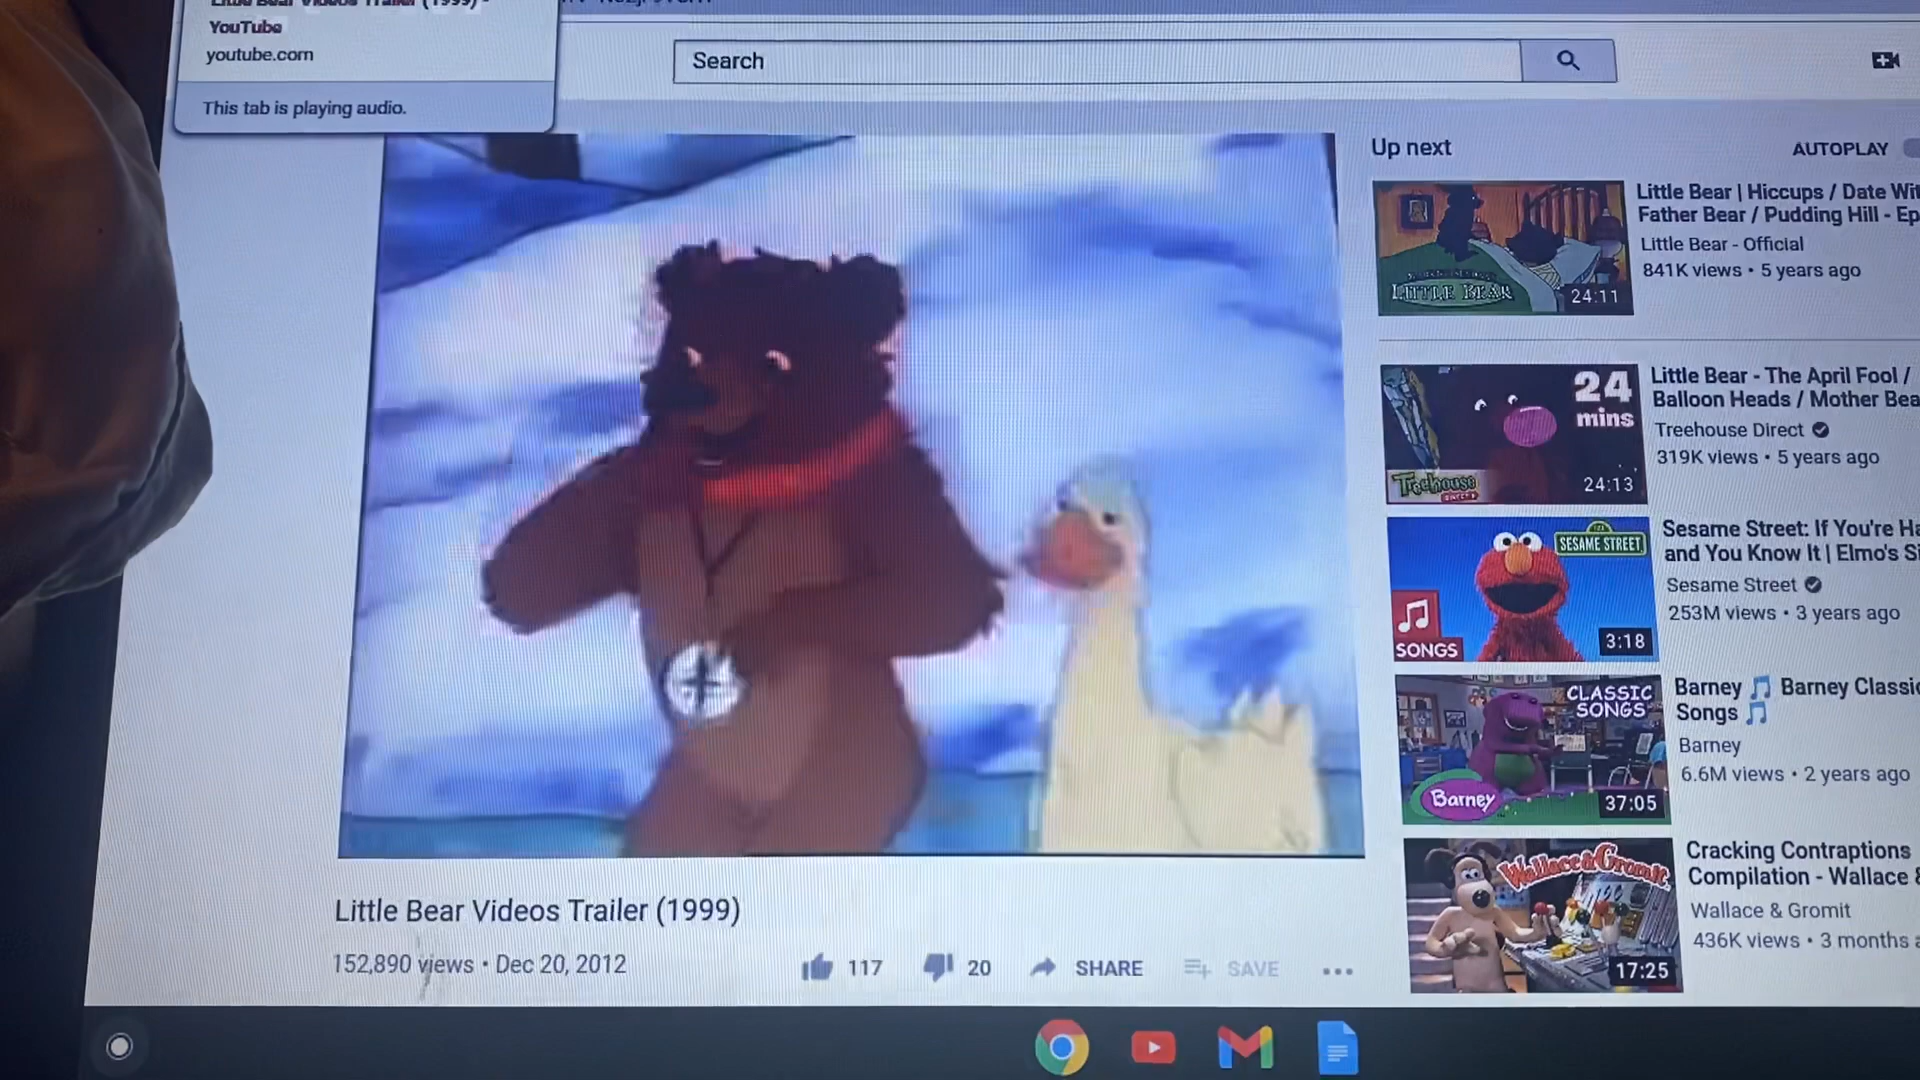 YouTube
youtube.com
This tab is playing audio.
Search
Up next
AUTOPLAY
Little Bear | Hiccups / Date
Father Bear / Pudding Hill -
Little Bear - Official
841K views • 5 years ago
LITTLE BEAR
24:11
Little Bear - The April Fool /
Balloon Heads / Mother
Treehouse Direct
319K views • 5 years ago
24
mins
Treehouse
DIRECT
24:13
Sesame Street: If You're
and You Know It | Elmo's
Sesame Street
253M views • 3 years ago
SESAME STREET
SONGS
3:18
Barney 🎵 Barney
Songs 🎵
Barney
6.6M views • 2 years ago
CLASSIC
SONGS
Barney
37:05
Cracking Contraptions
Compilation - Wallace
Wallace & Gromit
436K views • 3 months
Wallace & Gromit
17:25
Little Bear Videos Trailer (1999)
152,890 views • Dec 20, 2012
117
20
SHARE
SAVE